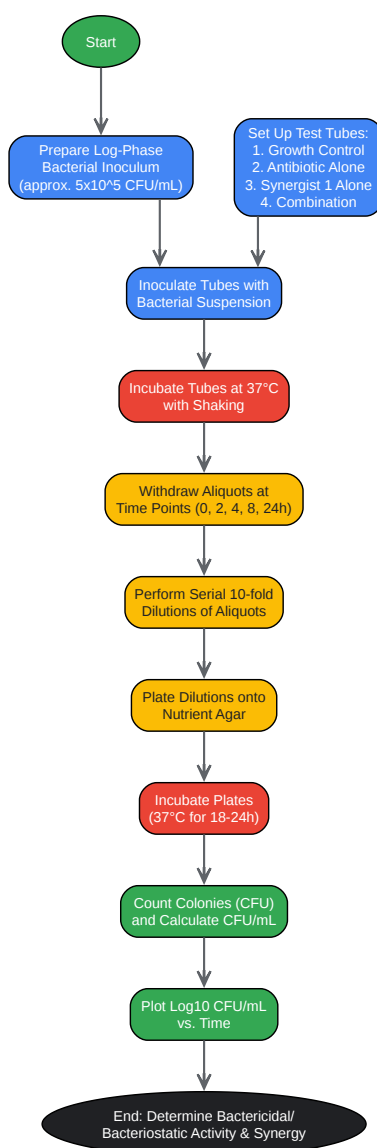 Start
Prepare Log-Phase
Bacterial Inoculum
(approx. 5x10^5 CFU/mL)
Set Up Test Tubes:
1. Growth Control
2. Antibiotic Alone
3. Synergist 1 Alone
4. Combination
Inoculate Tubes with
Bacterial Suspension
Incubate Tubes at 37°C
with Shaking
Withdraw Aliquots at
Time Points (0, 2, 4, 8, 24h)
Perform Serial 10-fold
Dilutions of Aliquots
Plate Dilutions onto
Nutrient Agar
Incubate Plates
(37°C for 18-24h)
Count Colonies (CFU)
and Calculate CFU/mL
Plot Log10 CFU/mL
vs. Time
End: Determine Bactericidal/
Bacteriostatic Activity & Synergy